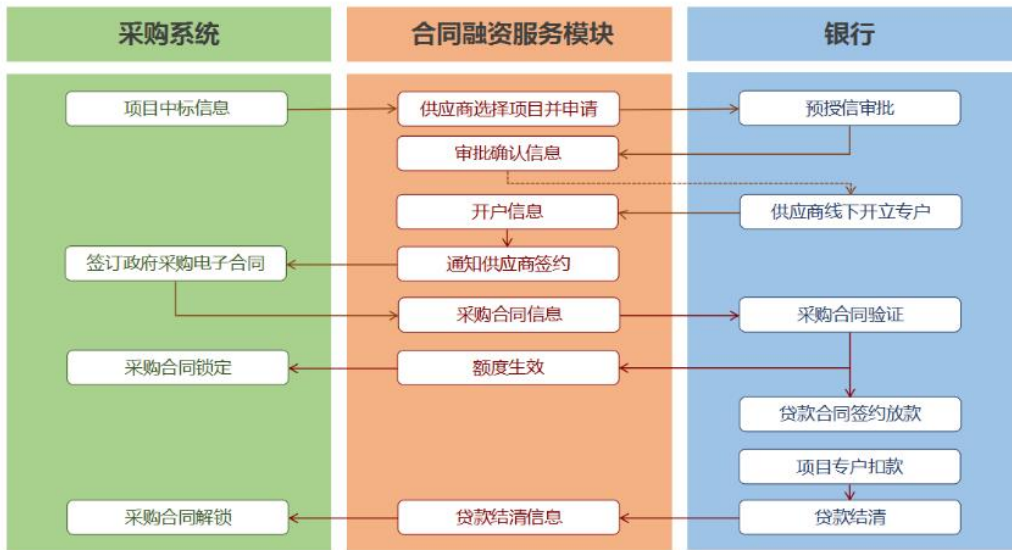 采购系统
合同融资服务模块
银行
项目中标信息
供应商选择项目并申请
预授信审批
审批确认信息
开户信息
供应商线下开立专户
签订政府采购电子合同
通知供应商签约
采购合同信息
采购合同验证
采购合同锁定
额度生效
贷款合同签约放款
项目专户扣款
采购合同解锁
贷款结清信息
贷款结清